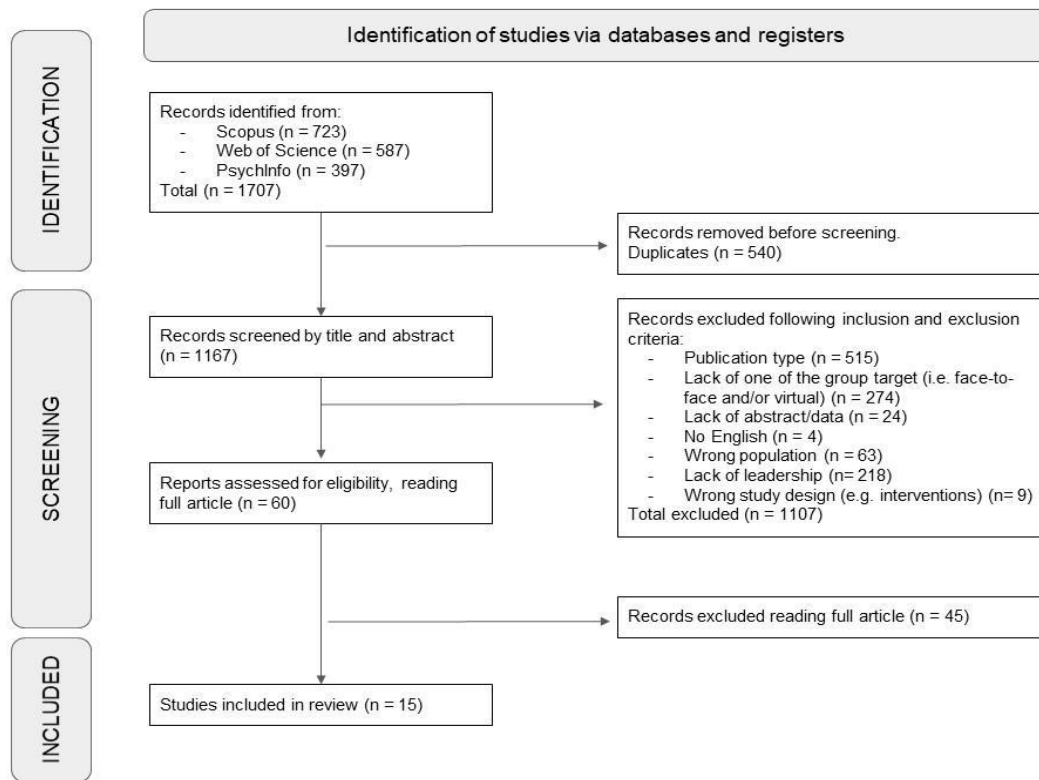 Identification of studies via databases and registers
IDENTIFICATION
Records identified from:
- Scopus (n = 723)
- Web of Science (n = 587)
- PsychInfo (n = 397)
Total (n = 1707)
Records removed before screening.
Duplicates (n = 540)
SCREENING
Records screened by title and abstract
(n = 1167)
Records excluded following inclusion and exclusion
criteria:
- Publication type (n = 515)
- Lack of one of the group target (i.e. face-to-
face and/or virtual) (n = 274)
- Lack of abstract/data (n = 24)
- No English (n = 4)
- Wrong population (n = 63)
- Lack of leadership (n= 218)
- Wrong study design (e.g. interventions) (n= 9)
Total excluded (n = 1107)
Reports assessed for eligibility, reading
full article (n = 60)
Records excluded reading full article (n = 45)
INCLUDED
Studies included in review (n = 15)